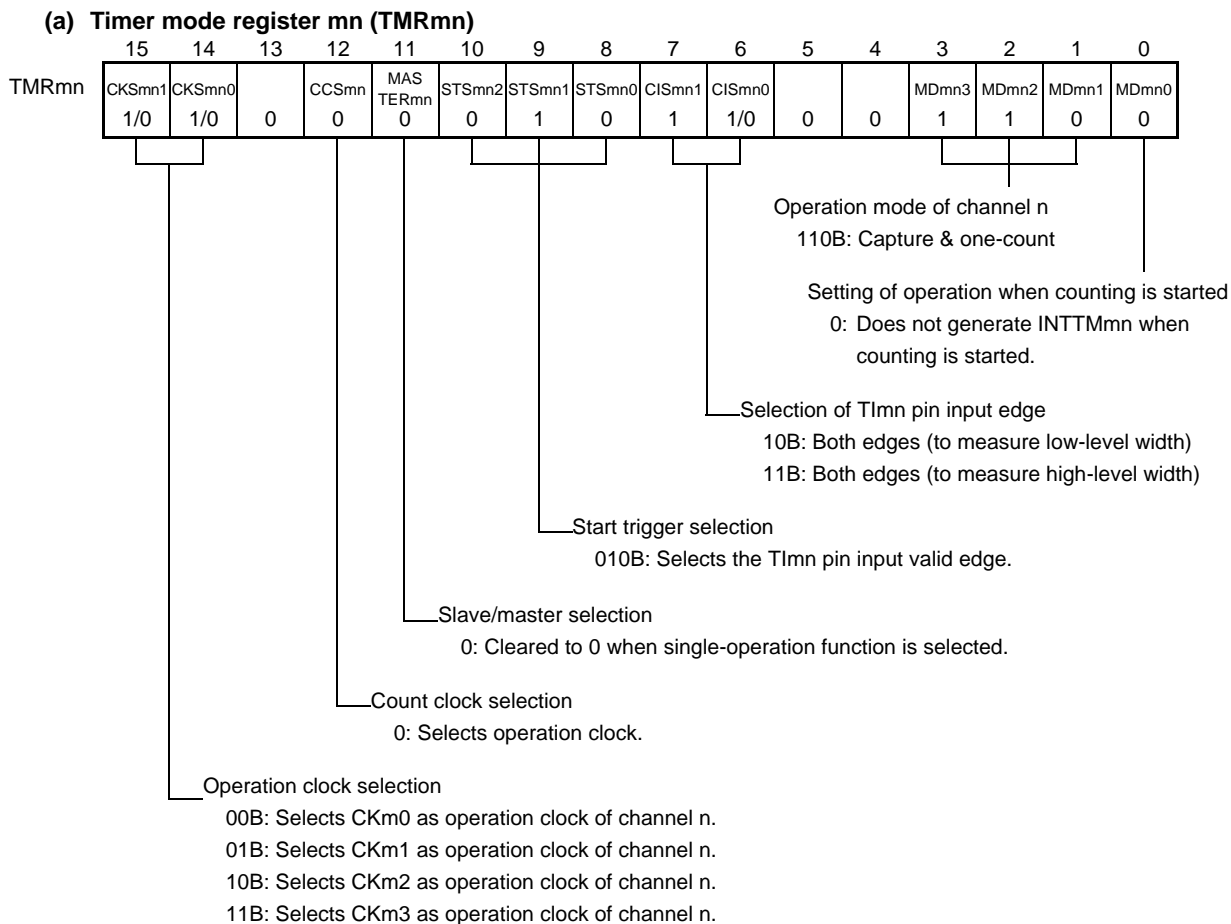 (a) Timer mode register mn (TMRmn)
15 14 13 12 11 10 9 8 7 6 5 4 3 2 1 0
TMRmn CKSmn1 CKSmn0 CCSmn MAS TERmn STSmn2 STSmn1 STSmn0 CISmn1 CISmn0 MDmn3 MDmn2 MDmn1 MDmn0
1/0 1/0 0 0 0 0 1 0 1 1/0 0 0 1 1 0 0
Operation mode of channel n
110B: Capture & one-count
Setting of operation when counting is started
0: Does not generate INTTMmn when
counting is started.
Selection of TImn pin input edge
10B: Both edges (to measure low-level width)
11B: Both edges (to measure high-level width)
Start trigger selection
010B: Selects the TImn pin input valid edge.
Slave/master selection
0: Cleared to 0 when single-operation function is selected.
Count clock selection
0: Selects operation clock.
Operation clock selection
00B: Selects CKm0 as operation clock of channel n.
01B: Selects CKm1 as operation clock of channel n.
10B: Selects CKm2 as operation clock of channel n.
11B: Selects CKm3 as operation clock of channel n.